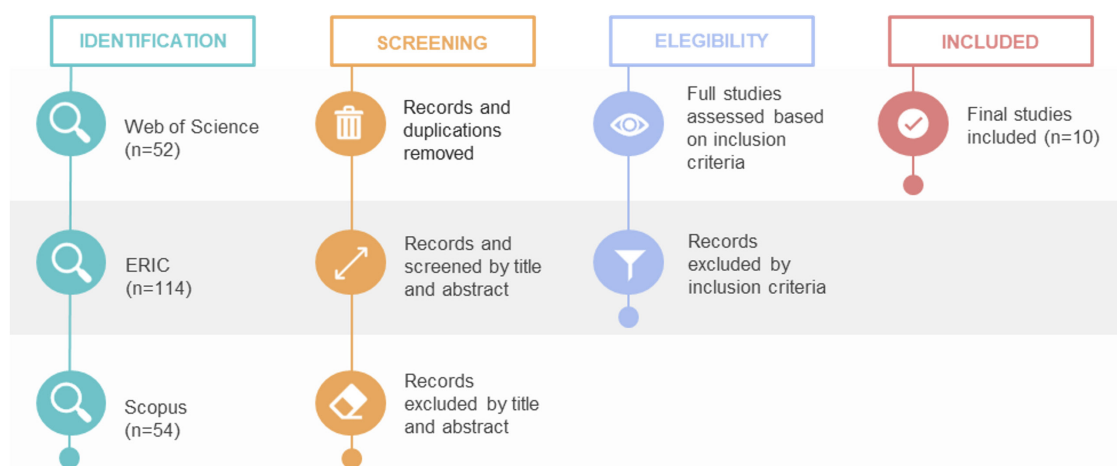 IDENTIFICATION
SCREENING
ELEGIBILITY
INCLUDED
Web of Science
(n=52)
Records and
duplications
removed
Full studies
assessed based
on inclusion
criteria
Final studies
included (n=10)
ERIC
(n=114)
Records and
screened by title
and abstract
Records
excluded by
inclusion criteria
Scopus
(n=54)
Records
excluded by title
and abstract